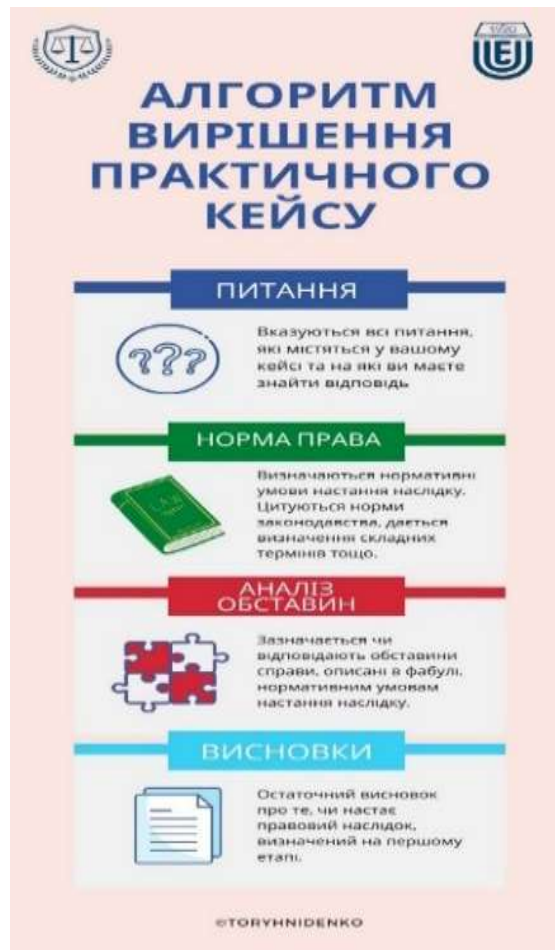 АЛГОРИТМ
ВИРІШЕННЯ
ПРАКТИЧНОГО
КЕЙСУ
ПИТАННЯ
???
Вказуються всі питання,
які містяться у вашому
кейсі та на які ви маєте
знайти відповідь
НОРМА ПРАВА
LAW
Визначаються нормативні
умови настання наслідку.
Цитуються норми
законодавства, дається
визначення складних
термінів тощо.
АНАЛІЗ
ОБСТАВИН
Зазначається чи
відповідають обставини
справи, описані в фабулі,
нормативним умовам
настання наслідку.
ВИСНОВКИ
Остаточний висновок
про те, чи настає
правовий наслідок,
визначений на першому
етапі.
©TORYHNIDENKO